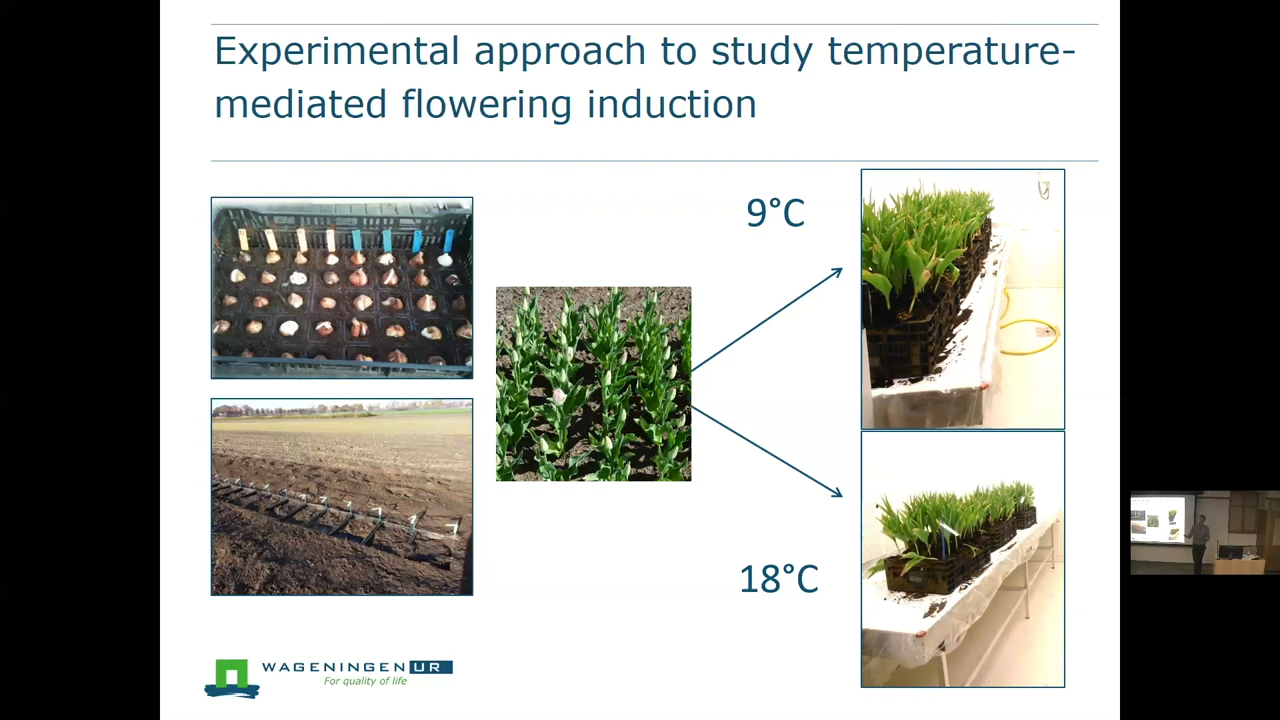 Experimental approach to study temperature-
mediated flowering induction
9°C
18°C
WAGENINGEN UR
For quality of life